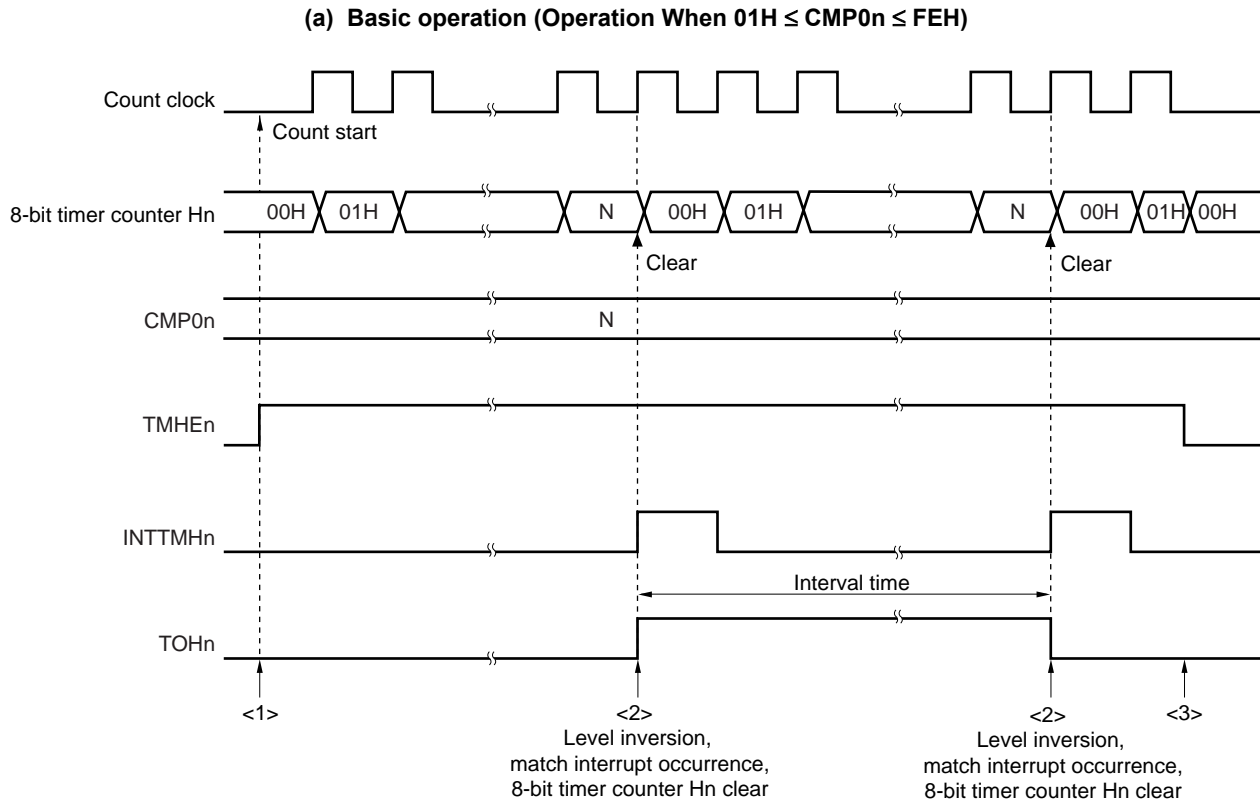 (a) Basic operation (Operation When 01H ≤ CMP0n ≤ FEH)
Count clock
Count start
8-bit timer counter Hn
00H 01H N 00H 01H N 00H 01H 00H
Clear Clear
CMP0n N
TMHEn
INTTMHn
Interval time
TOHn
<1> <2> <2> <3>
Level inversion,
match interrupt occurrence,
8-bit timer counter Hn clear
Level inversion,
match interrupt occurrence,
8-bit timer counter Hn clear